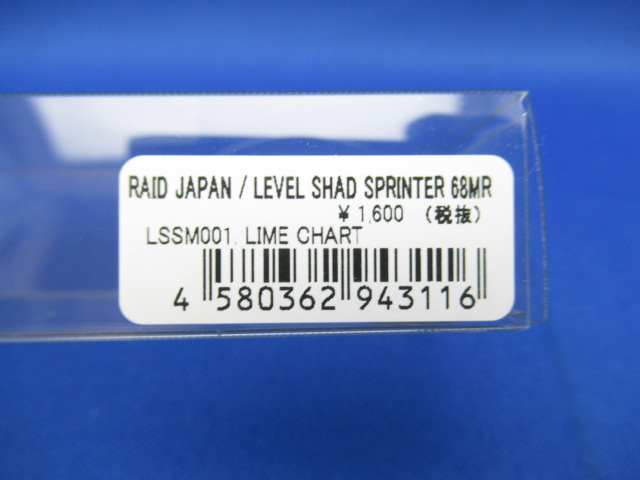 RAID JAPAN / LEVEL SHAD SPRINTER 68MR
¥1,600 (税抜)
LSSM001. LIME CHART
4 580362 943116